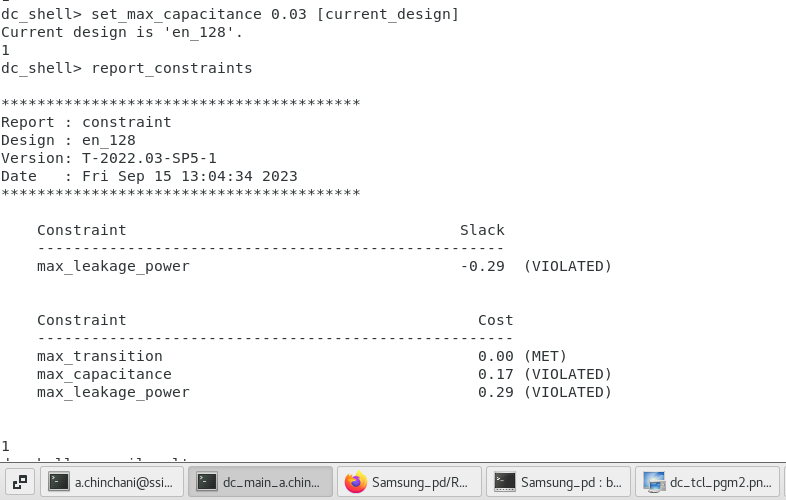 dc_shell> set_max_capacitance 0.03 [current_design]
Current design is 'en_128'.
1
dc_shell> report_constraints
****************************************
Report : constraint
Design : en_128
Version: T-2022.03-SP5-1
Date   : Fri Sep 15 13:04:34 2023
****************************************
Constraint Slack
----------------------------------------------------
max_leakage_power -0.29 (VIOLATED)
Constraint Cost
-----------------------------------------------------
max_transition 0.00 (MET)
max_capacitance 0.17 (VIOLATED)
max_leakage_power 0.29 (VIOLATED)
1
a.chinchani@ssi... dc_main_a.chin... Samsung_pd/R... Samsung_pd : b... dc_tcl_pgm2.pn...